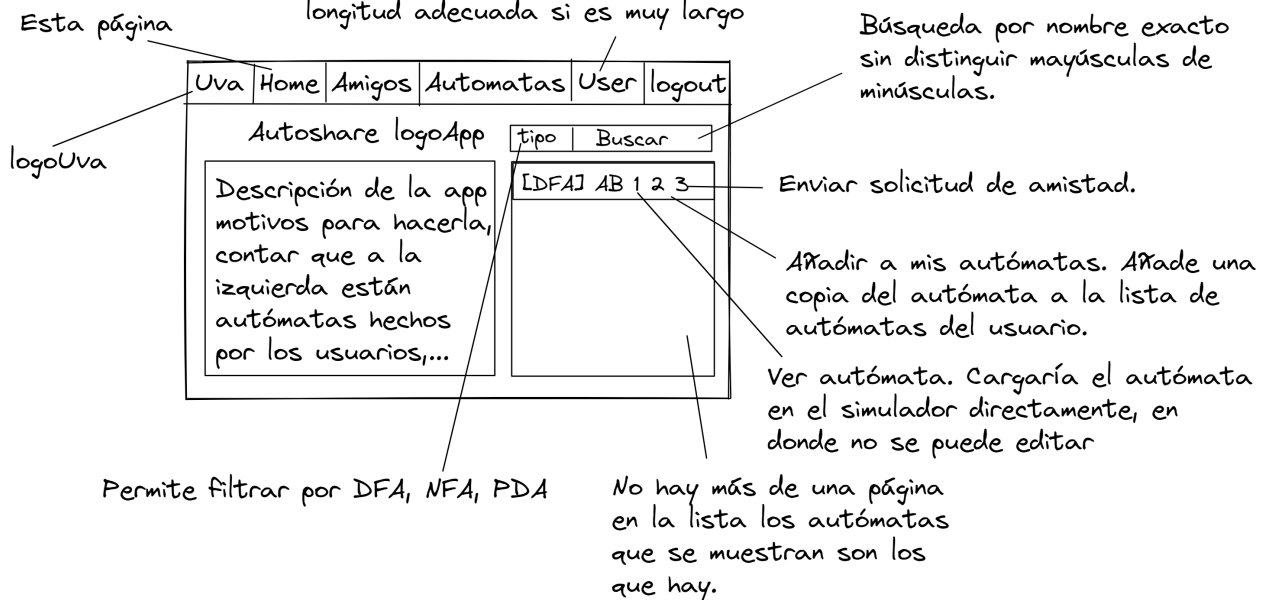 Esta página
longitud adecuada si es muy largo
Búsqueda por nombre exacto
sin distinguir mayúsculas de
minúsculas.
Uva Home Amigos Automatas User logout
logoUva
Autoshare logoApp
tipo Buscar
Descripción de la app
motivos para hacerla,
contar que a la
izquierda están
autómatas hechos
por los usuarios,...
[DFA] AB 1 2 3
Enviar solicitud de amistad.
Añadir a mis autómatas. Añade una
copia del autómata a la lista de
autómatas del usuario.
Ver autómata. Cargaría el autómata
en el simulador directamente, en
donde no se puede editar
Permite filtrar por DFA, NFA, PDA
No hay más de una página
en la lista los autómatas
que se muestran son los
que hay.